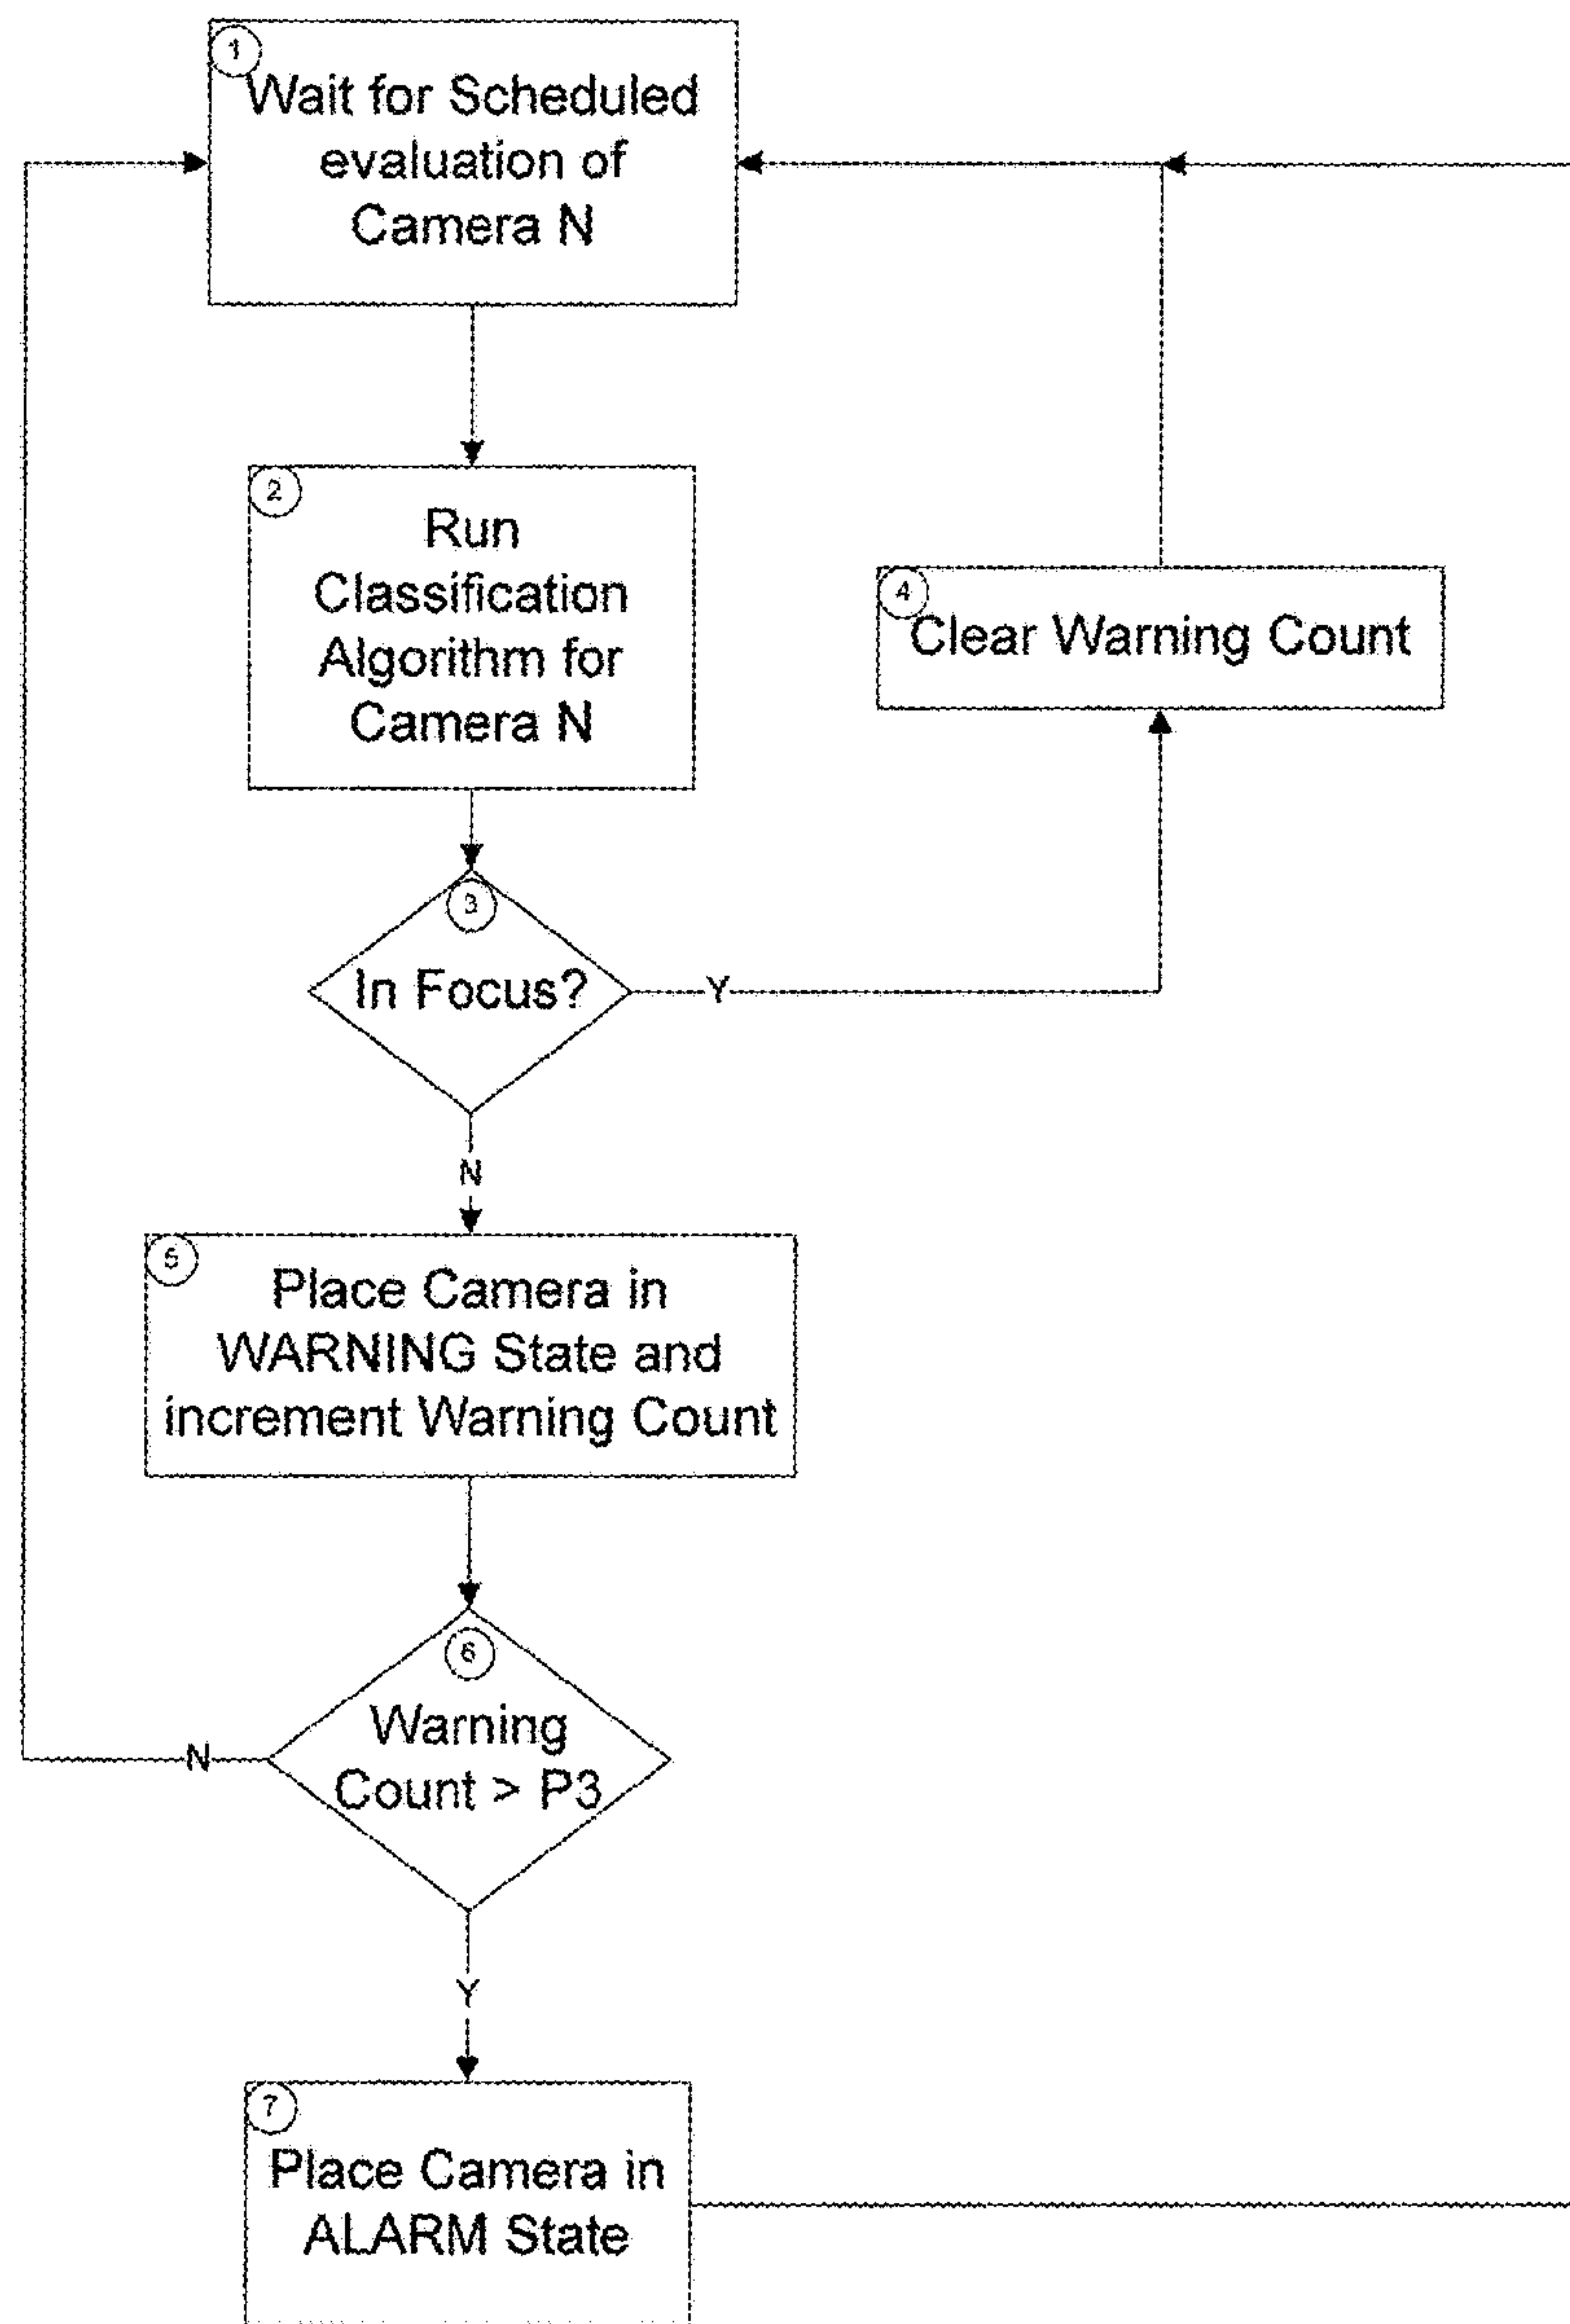 1
Wait for Scheduled
evaluation of
Camera N
2
Run
Classification
Algorithm for
Camera N
4
Clear Warning Count
3
In Focus?
Y
N
5
Place Camera in
WARNING State and
increment Warning Count
6
Warning
Count > P3
N
Y
7
Place Camera in
ALARM State